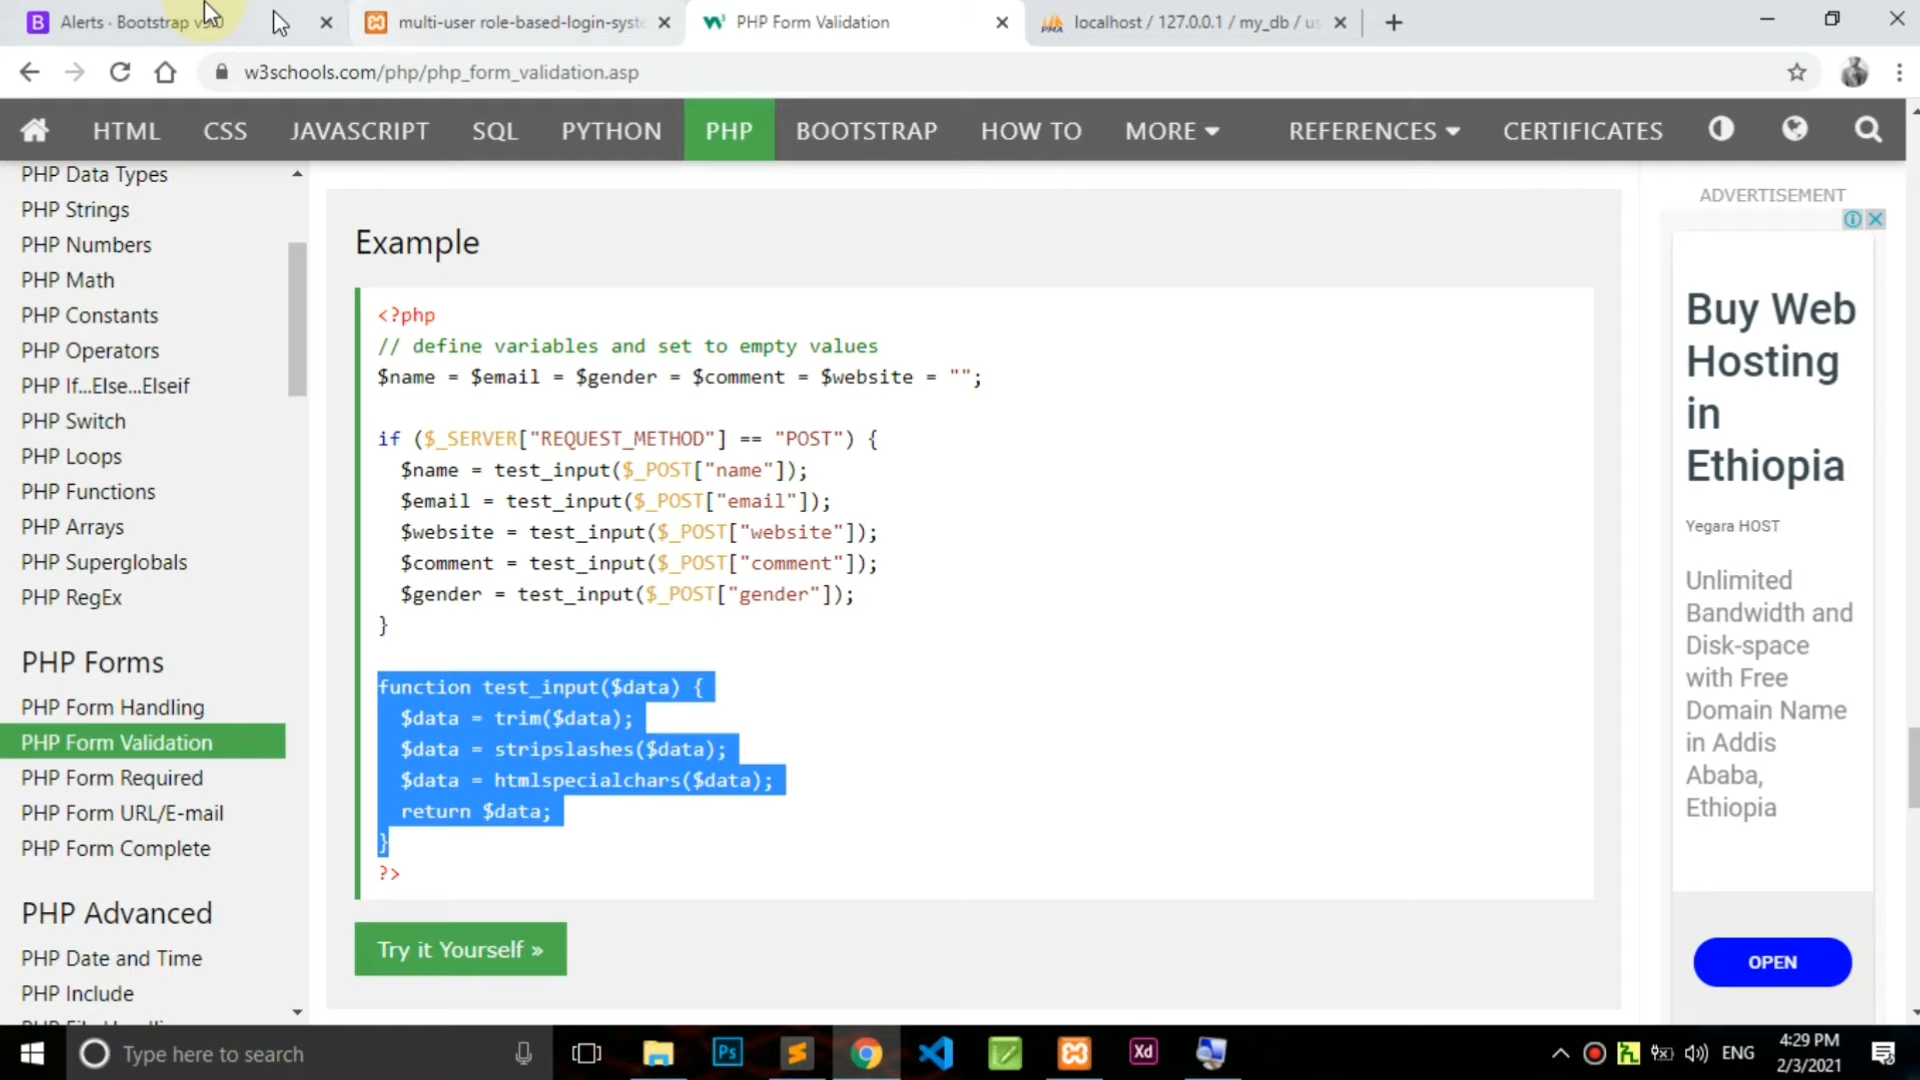 Alerts · Bootstrap v5.0
multi-user role-based-login-syste
PHP Form Validation
localhost / 127.0.0.1 / my_db / us
w3schools.com/php/php_form_validation.asp
HTML CSS JAVASCRIPT SQL PYTHON PHP BOOTSTRAP HOW TO MORE REFERENCES CERTIFICATES
PHP Data Types
PHP Strings
PHP Numbers
PHP Math
PHP Constants
PHP Operators
PHP If...Else...Elseif
PHP Switch
PHP Loops
PHP Functions
PHP Arrays
PHP Superglobals
PHP RegEx
PHP Forms
PHP Form Handling
PHP Form Validation
PHP Form Required
PHP Form URL/E-mail
PHP Form Complete
PHP Advanced
PHP Date and Time
PHP Include
Example
<?php
// define variables and set to empty values
$name = $email = $gender = $comment = $website = "";
if ($_SERVER["REQUEST_METHOD"] == "POST") {
$name = test_input($_POST["name"]);
$email = test_input($_POST["email"]);
$website = test_input($_POST["website"]);
$comment = test_input($_POST["comment"]);
$gender = test_input($_POST["gender"]);
}
function test_input($data) {
$data = trim($data);
$data = stripslashes($data);
$data = htmlspecialchars($data);
return $data;
}
?>
Try it Yourself »
ADVERTISEMENT
Buy Web
Hosting
in
Ethiopia
Yegara HOST
Unlimited
Bandwidth and
Disk-space
with Free
Domain Name
in Addis
Ababa,
Ethiopia
OPEN
Type here to search
Ps
Xd
ENG
4:29 PM
2/3/2021